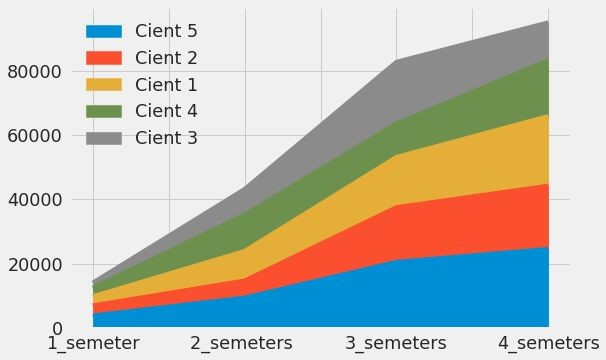 Cient 5
Cient 2
Cient 1
Cient 4
Cient 3
80000
60000
40000
20000
0
1_semeter 2_semeters 3_semeters 4_semeters